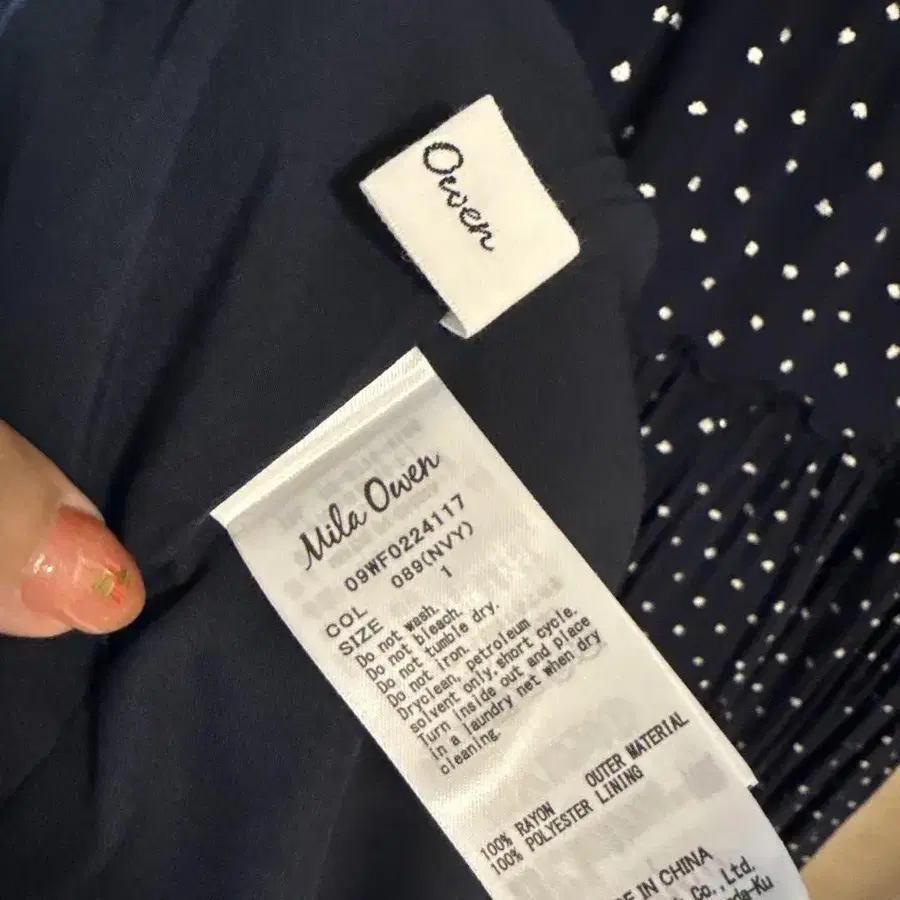 Owen
Mila Owen
09WF0224117
COL 089(NVY)
SIZE 1
Do not wash.
Do not bleach.
Do not tumble dry.
Do not iron.
Dryclean, petroleum
solvent only.short cycle.
Turn inside out and place
in a laundry net when dry
cleaning.
100% RAYON OUTER MATERIAL
100% POLYESTER LINING
IN CHINA
Co.,Ltd.